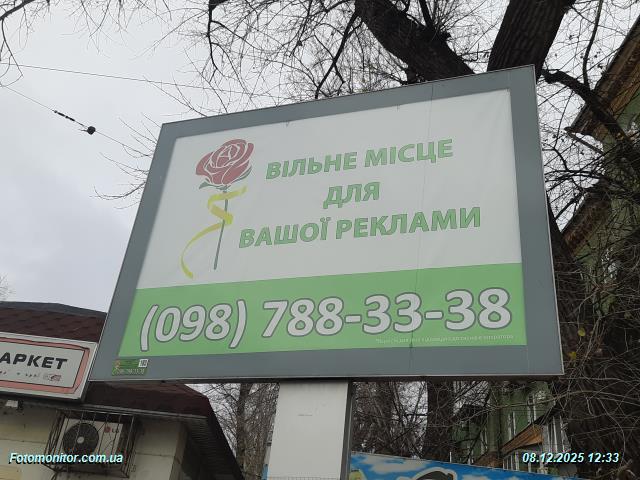 ВІЛЬНЕ МІСЦЕ
ДЛЯ
ВАШОЇ РЕКЛАМИ
(098) 788-33-38
АРКЕТ
Fotomonitor.com.ua
08.12.2025 12:33